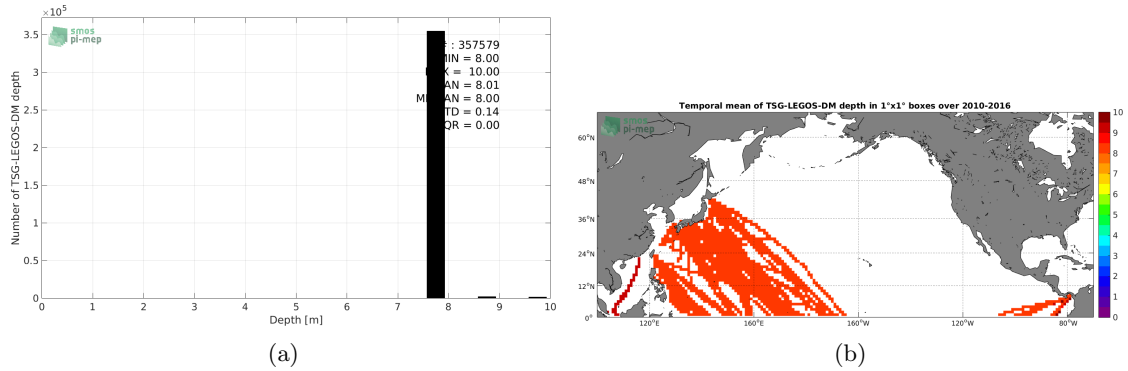 ×10⁵
smos
pi-mep
: 357579
MIN = 8.00
X = 10.00
AN = 8.01
M AN = 8.00
TD = 0.14
QR = 0.00
Number of TSG-LEGOS-DM depth
3.5
3
2.5
2
1.5
1
0.5
0
0 1 2 3 4 5 6 7 8 9 10
Depth [m]
(a)
Temporal mean of TSG-LEGOS-DM depth in 1°x1° boxes over 2010-2016
smos
pi-mep
60°N
48°N
36°N
24°N
12°N
0°
120°E 160°E 160°W 120°W 80°W
10
9
8
7
6
5
4
3
2
1
0
(b)